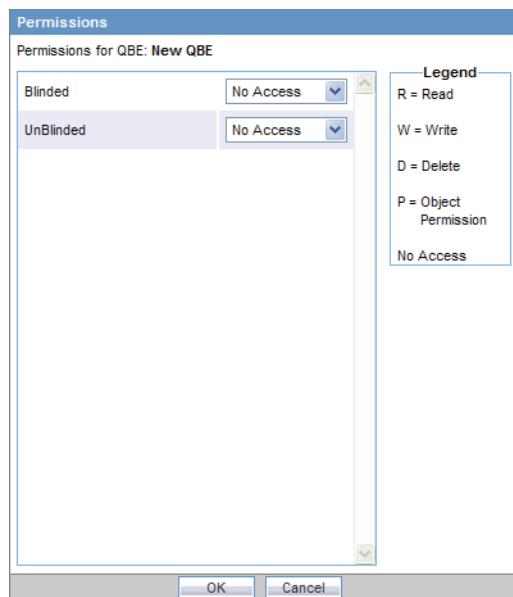 Permissions
Permissions for QBE: New QBE
Blinded No Access
UnBlinded No Access
Legend
R = Read
W = Write
D = Delete
P = Object
Permission
No Access
OK Cancel